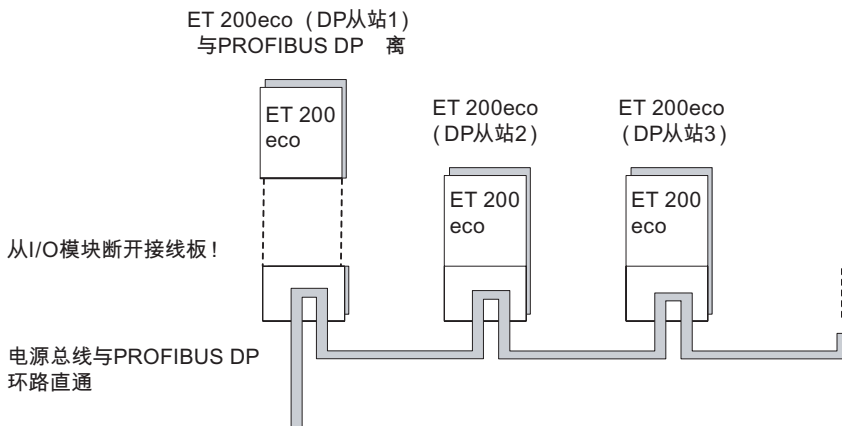 ET 200eco（DP从站1）
与PROFIBUS DP 离
ET 200
eco
ET 200eco
（DP从站2）
ET 200
eco
ET 200eco
（DP从站3）
ET 200
eco
从I/O模块断开接线板！
电源总线与PROFIBUS DP
环路直通